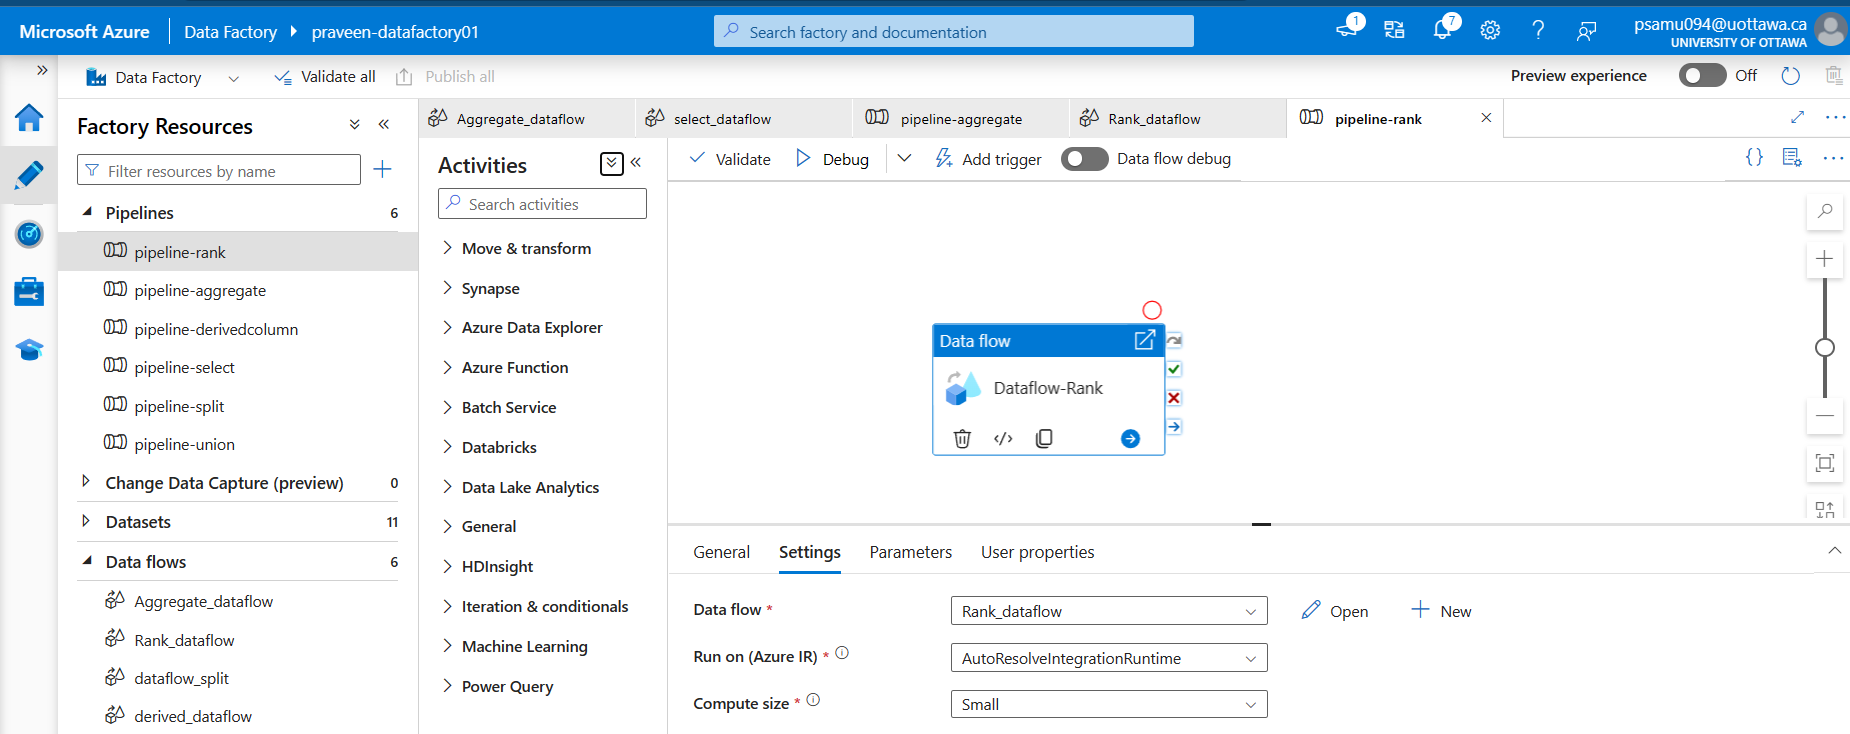 Microsoft Azure
Data Factory
praveen-datafactory01
Search factory and documentation
1
7
psamu094@uottawa.ca
UNIVERSITY OF OTTAWA
Data Factory
Validate all
Publish all
Preview experience
Off
Factory Resources
Filter resources by name
Pipelines 6
pipeline-rank
pipeline-aggregate
pipeline-derivedcolumn
pipeline-select
pipeline-split
pipeline-union
Change Data Capture (preview) 0
Datasets 11
Data flows 6
Aggregate_dataflow
Rank_dataflow
dataflow_split
derived_dataflow
Aggregate_dataflow
select_dataflow
pipeline-aggregate
Rank_dataflow
pipeline-rank
Activities
Search activities
Move & transform
Synapse
Azure Data Explorer
Azure Function
Batch Service
Databricks
Data Lake Analytics
General
HDInsight
Iteration & conditionals
Machine Learning
Power Query
Validate
Debug
Add trigger
Data flow debug
Data flow
Dataflow-Rank
General
Settings
Parameters
User properties
Data flow *
Rank_dataflow
Open
New
Run on (Azure IR) *
AutoResolveIntegrationRuntime
Compute size *
Small